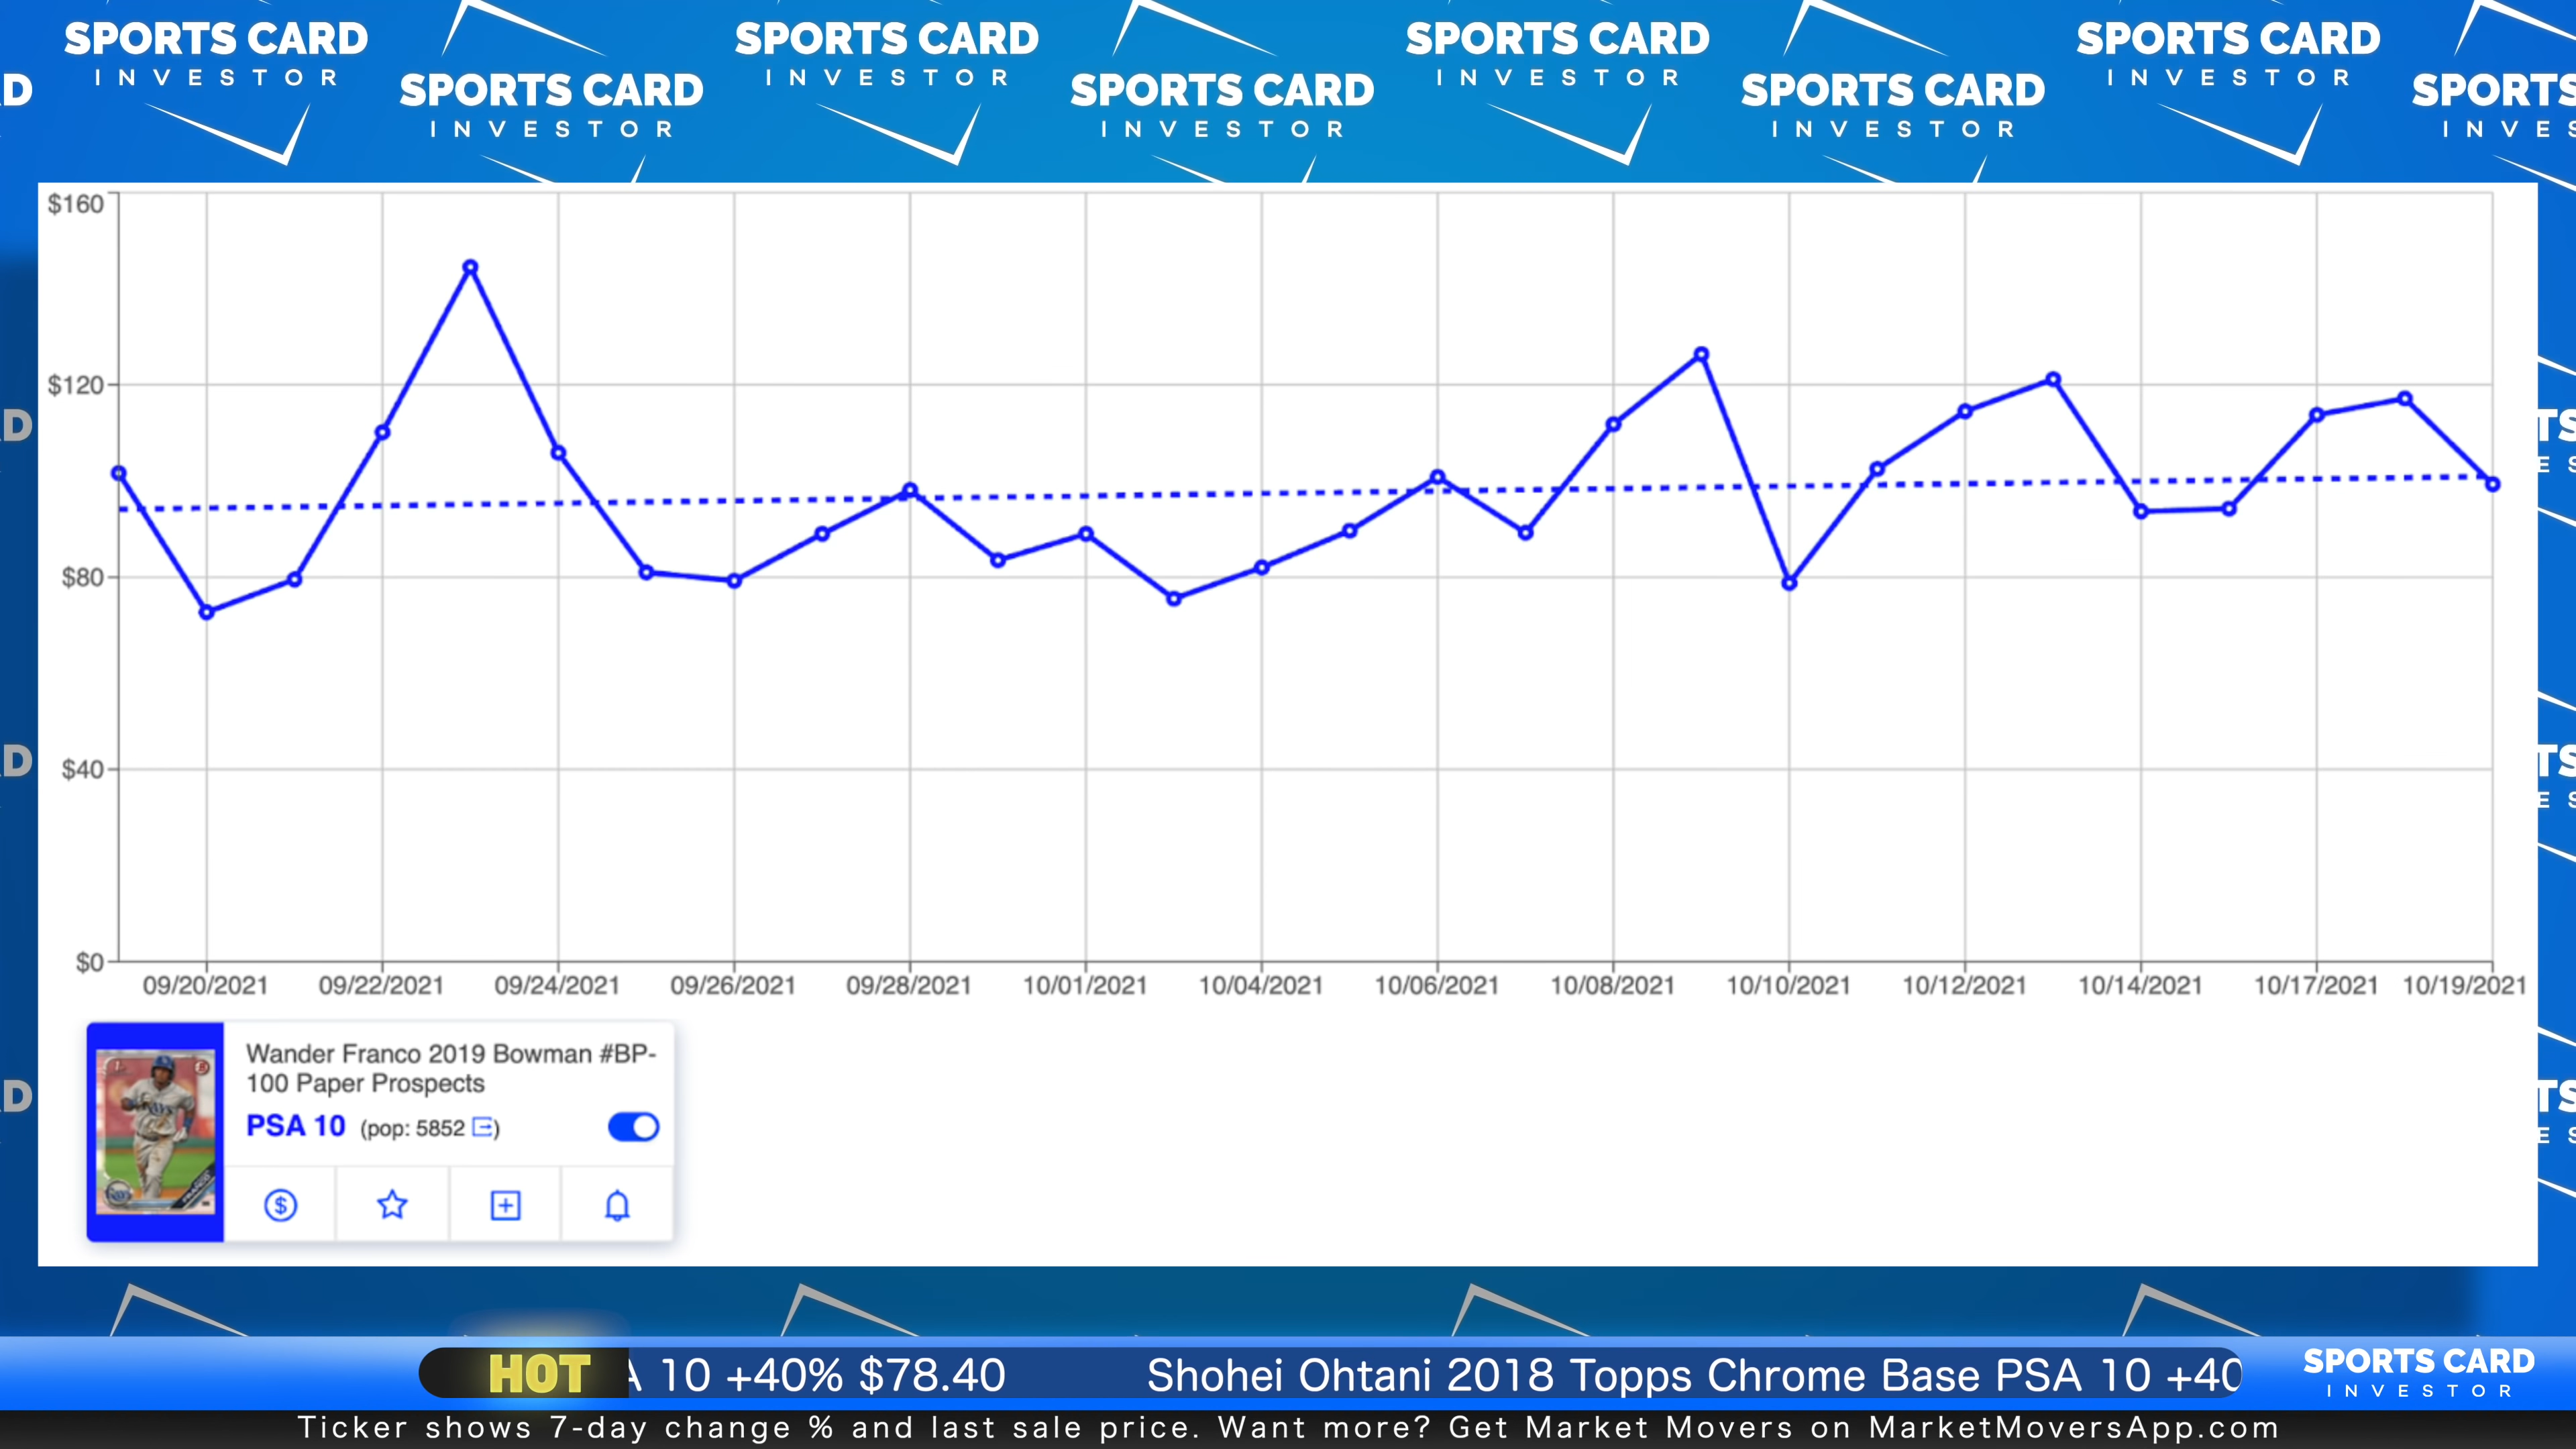 SPORTS CARD
INVESTOR
SPORTS CARD
INVESTOR
SPORTS CARD
INVESTOR
SPORTS CARD
INVESTOR
SPORTS CARD
INVESTOR
SPORTS CARD
INVESTOR
SPORTS CARD
INVESTOR
SPORTS
INVES
$160
$120
$80
$40
$0
09/20/2021 09/22/2021 09/24/2021 09/26/2021 09/28/2021 10/01/2021 10/04/2021 10/06/2021 10/08/2021 10/10/2021 10/12/2021 10/14/2021 10/17/2021 10/19/2021
Wander Franco 2019 Bowman #BP-
100 Paper Prospects
PSA 10 (pop: 5852)
HOT 10 +40% $78.40 Shohei Ohtani 2018 Topps Chrome Base PSA 10 +40
SPORTS CARD
INVESTOR
Ticker shows 7-day change % and last sale price. Want more? Get Market Movers on MarketMoversApp.com